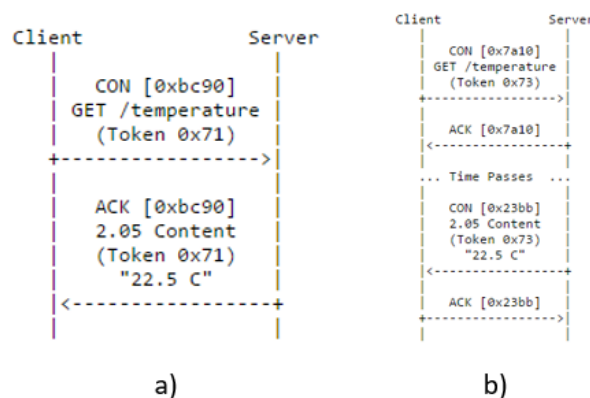 Client Server
CON [0xbc90]
GET /temperature
(Token 0x71)
ACK [0xbc90]
2.05 Content
(Token 0x71)
"22.5 C"
a)
Client Server
CON [0x7a10]
GET /temperature
(Token 0x73)
ACK [0x7a10]
... Time Passes ...
CON [0x23bb]
2.05 Content
(Token 0x73)
"22.5 C"
ACK [0x23bb]
b)